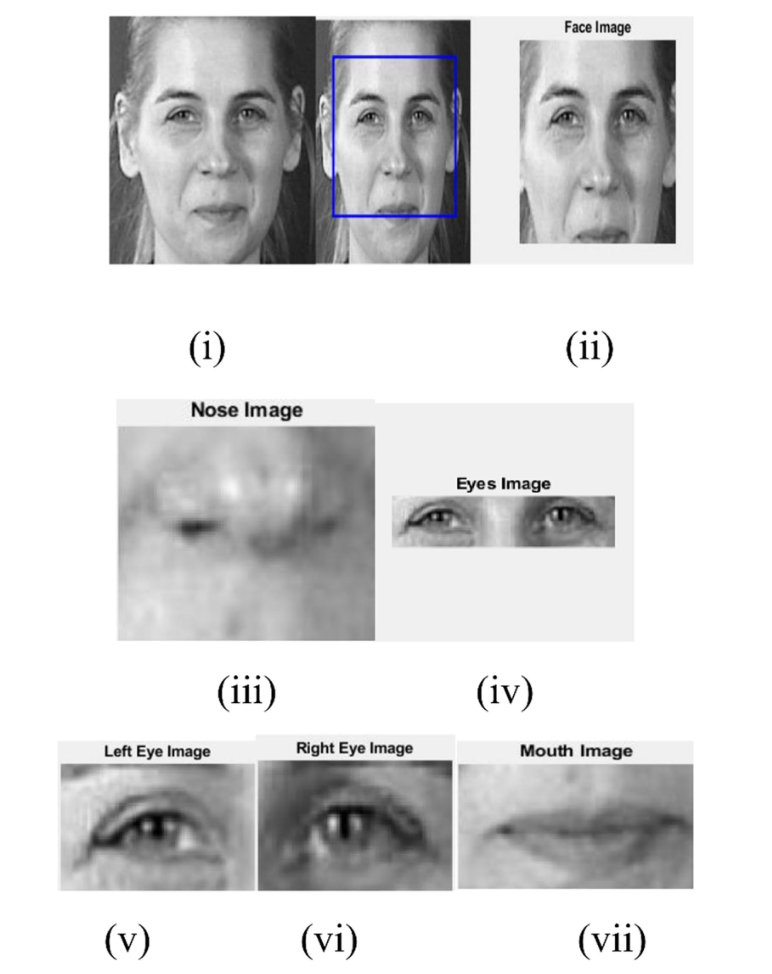 Face Image
(i)
(ii)
Nose Image
Eyes Image
(iii)
(iv)
Left Eye Image
Right Eye Image
Mouth Image
(v)
(vi)
(vii)